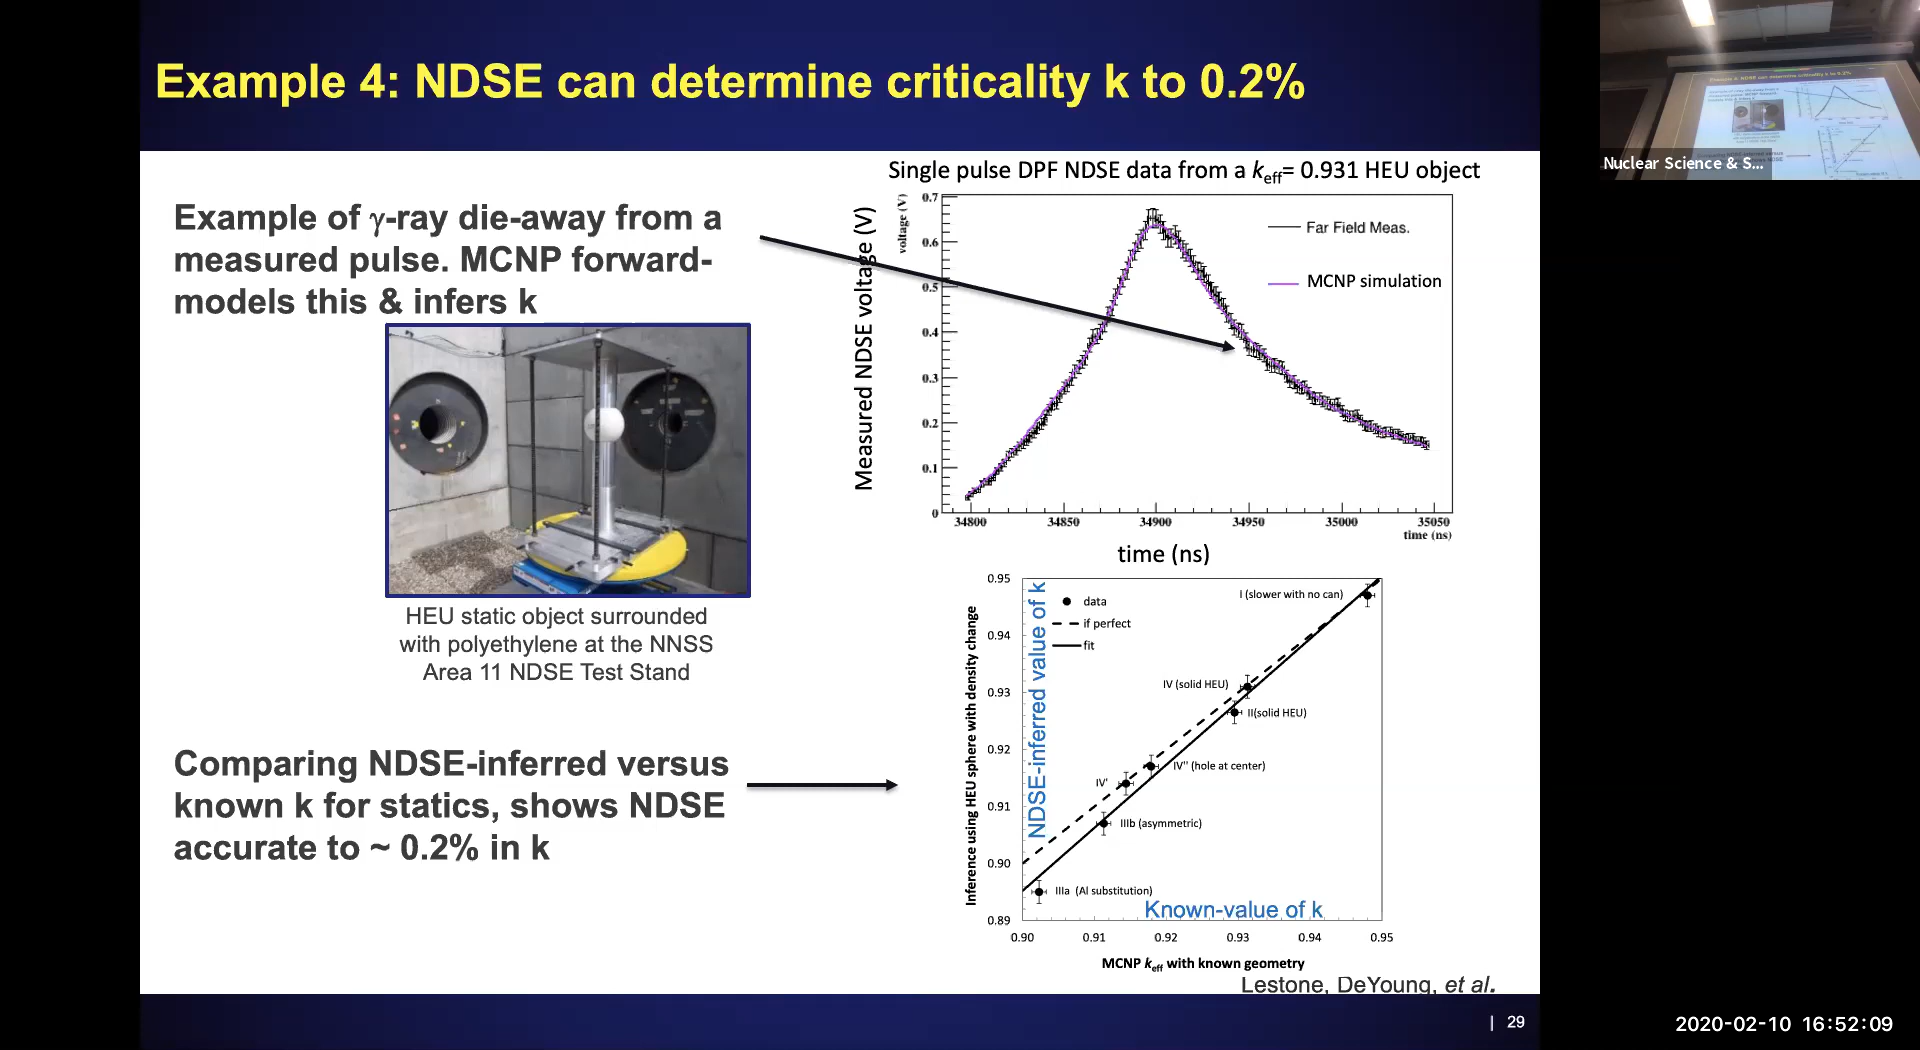 Example 4: NDSE can determine criticality k to 0.2%
Nuclear Science & S...
Example of γ-ray die-away from a
measured pulse. MCNP forward-
models this & infers k
HEU static object surrounded
with polyethylene at the NNSS
Area 11 NDSE Test Stand
Comparing NDSE-inferred versus
known k for statics, shows NDSE
accurate to ~ 0.2% in k
Single pulse DPF NDSE data from a keff= 0.931 HEU object
Measured NDSE voltage (V)
voltage (V)
0.7
0.6
0.5
0.4
0.3
0.2
0.1
0
Far Field Meas.
MCNP simulation
34800 34850 34900 34950 35000 35050
time (ns)
time (ns)
Inference using HEU sphere with density change
NDSE-inferred value of k
0.95
0.94
0.93
0.92
0.91
0.90
0.89
data
if perfect
fit
I (slower with no can)
IV (solid HEU)
II(solid HEU)
IV" (hole at center)
IV'
IIIb (asymmetric)
IIIa (Al substitution)
Known-value of k
0.90 0.91 0.92 0.93 0.94 0.95
MCNP keff with known geometry
Lestone, DeYoung, et al.
| 29
2020-02-10 16:52:09